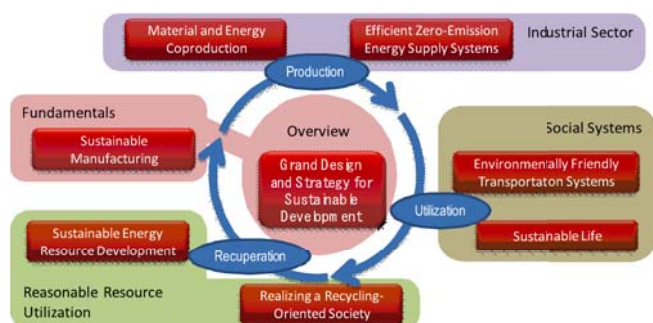 Material and Energy
Coproduction
Efficient Zero-Emission
Energy Supply Systems
Industrial Sector
Production
Fundamentals
Sustainable
Manufacturing
Overview
Grand Design
and Strategy for
Sustainable
Development
Social Systems
Environmentally Friendly
Transportaton Systems
Utilization
Sustainable Life
Sustainable Energy
Resource Development
Recuperation
Reasonable Resource
Utilization
Realizing a Recycling-
Oriented Society